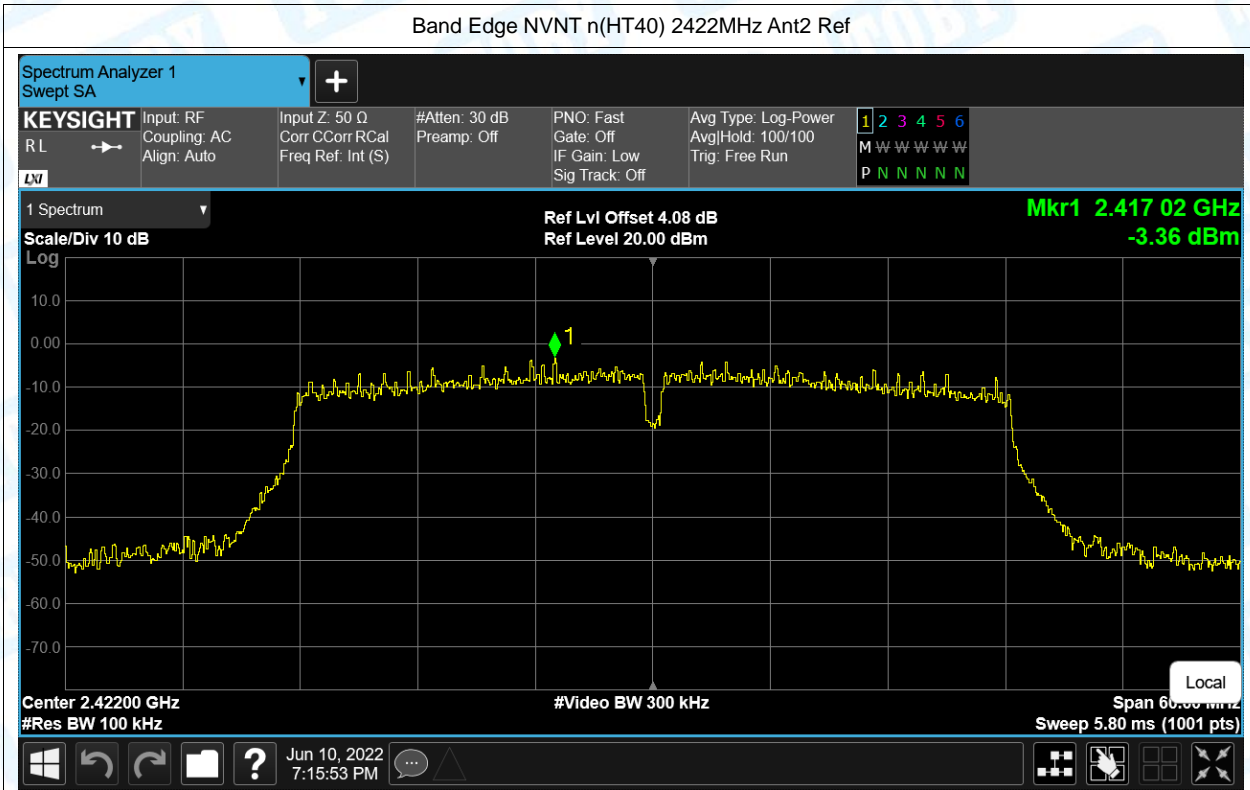 Band Edge NVNT n(HT40) 2422MHz Ant2 Ref
Spectrum Analyzer 1
Swept SA
KEYSIGHT
R L
LXI
Input: RF
Coupling: AC
Align: Auto
Input Z: 50 Ω
Corr CCorr RCal
Freq Ref: Int (S)
#Atten: 30 dB
Preamp: Off
PNO: Fast
Gate: Off
IF Gain: Low
Sig Track: Off
Avg Type: Log-Power
Avg|Hold: 100/100
Trig: Free Run
1 2 3 4 5 6
M W W W W W W
P N N N N N
1 Spectrum
Scale/Div 10 dB
Log
Ref Lvl Offset 4.08 dB
Ref Level 20.00 dBm
Mkr1 2.417 02 GHz
-3.36 dBm
1
10.0
0.00
-10.0
-20.0
-30.0
-40.0
-50.0
-60.0
-70.0
Local
Center 2.42200 GHz
#Video BW 300 kHz
Span 60.00 MHz
#Res BW 100 kHz
Sweep 5.80 ms (1001 pts)
Jun 10, 2022
7:15:53 PM